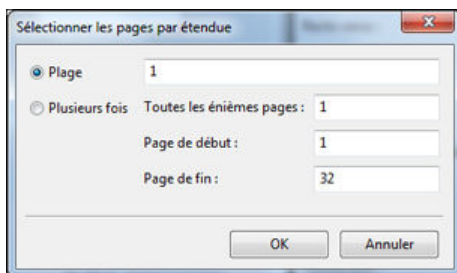 Sélectionner les pages par étendue
Plage 1
Plusieurs fois Toutes les énièmes pages : 1
Page de début : 1
Page de fin : 32
OK Annuler